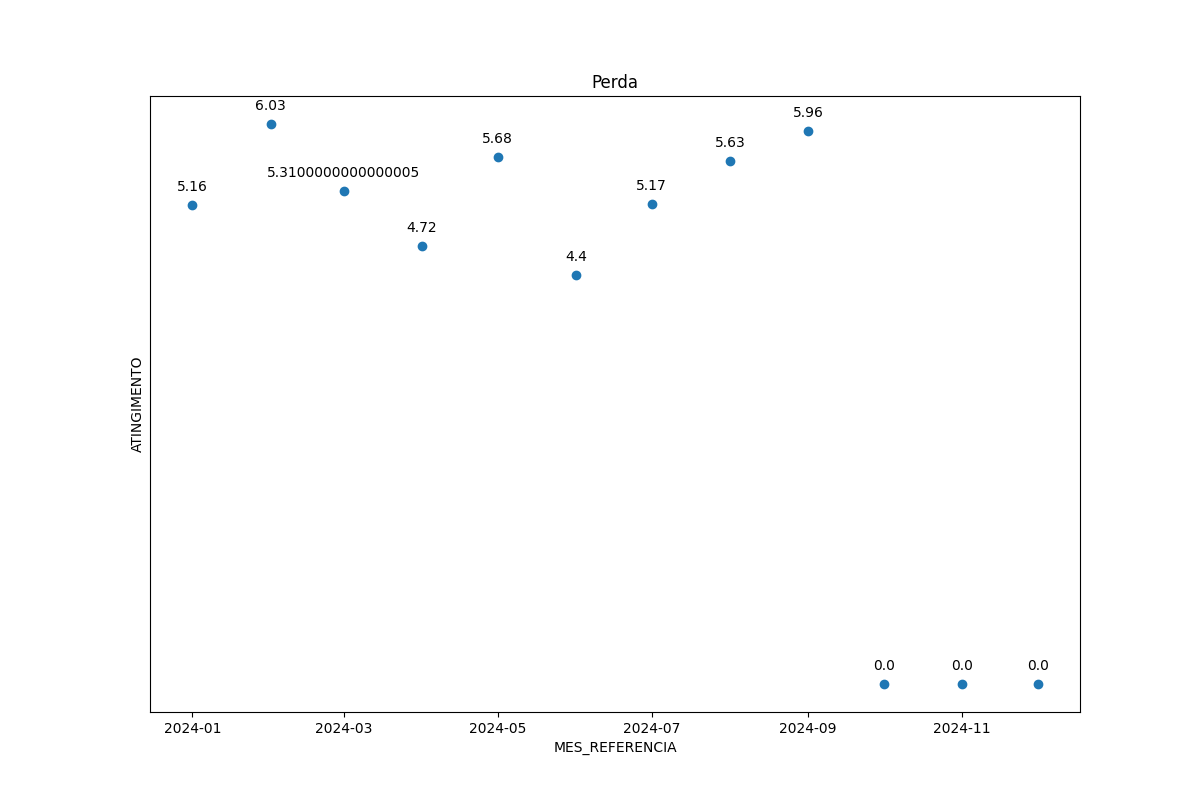 Perda
6.03
5.96
5.68
5.63
5.3100000000000005
5.16
5.17
4.72
4.4
ATINGIMENTO
0.0 0.0 0.0
2024-01 2024-03 2024-05 2024-07 2024-09 2024-11
MES_REFERENCIA